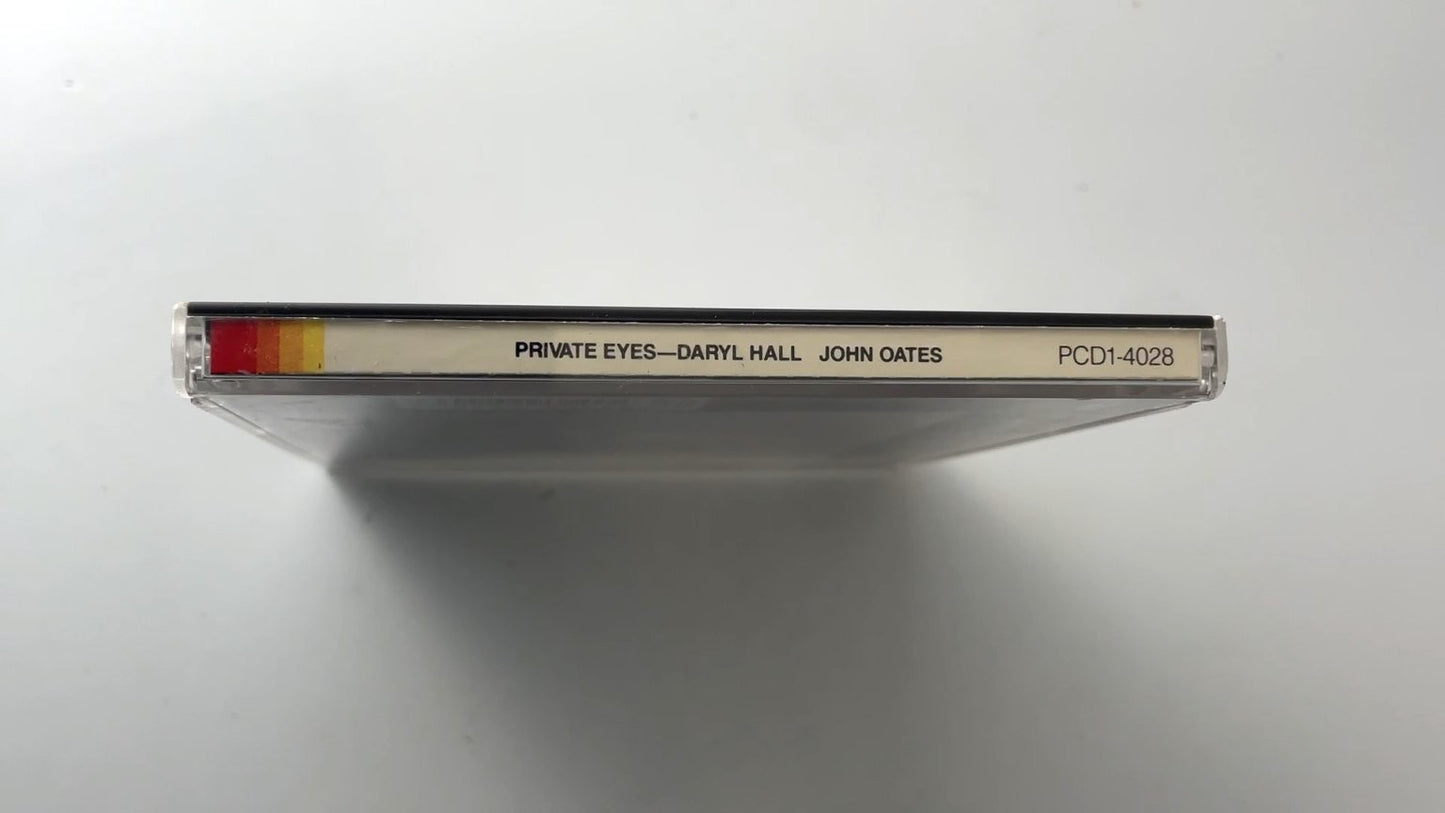 PRIVATE EYES—DARYL HALL JOHN OATES PCD1-4028